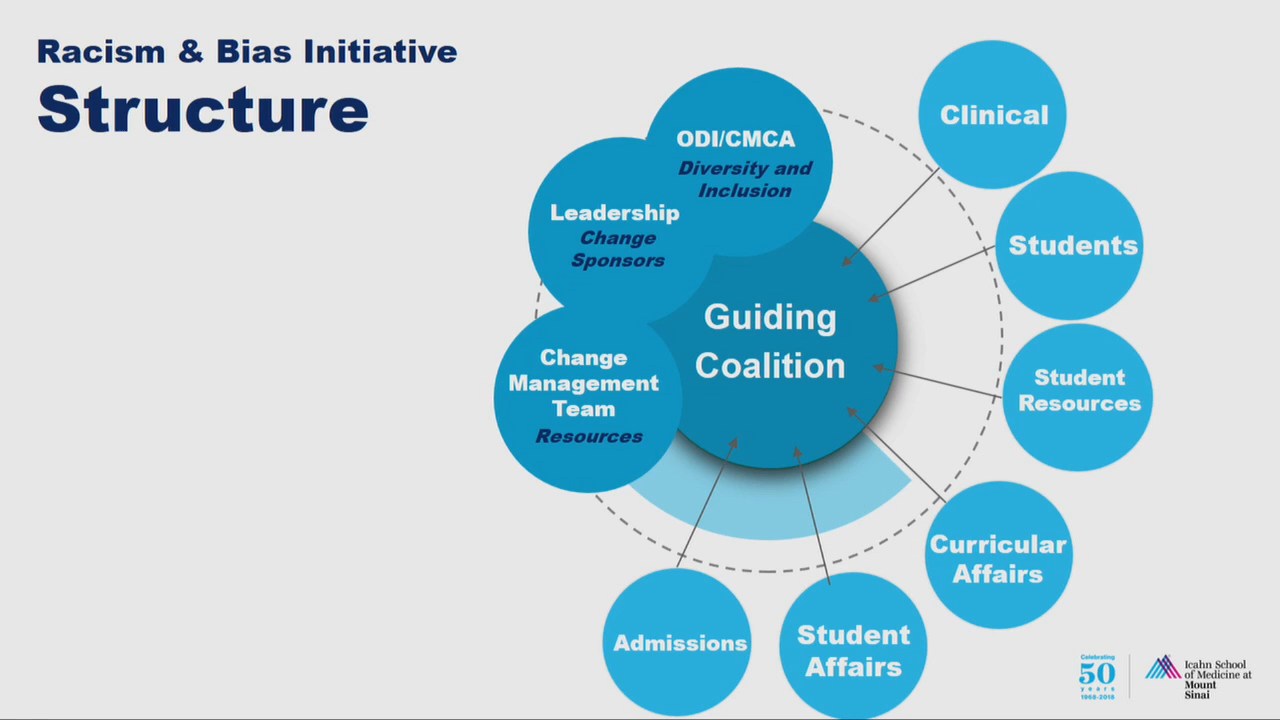 Racism & Bias Initiative
Structure
ODI/CMCA
Diversity and
Inclusion
Leadership
Change
Sponsors
Change
Management
Team
Resources
Guiding
Coalition
Clinical
Students
Student
Resources
Curricular
Affairs
Student
Affairs
Admissions
Celebrating
50
years
1968-2018
Icahn School
of Medicine at
Mount
Sinai